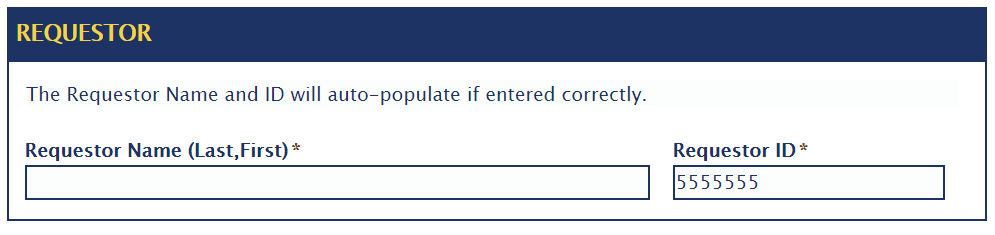 REQUESTOR
The Requestor Name and ID will auto-populate if entered correctly.
Requestor Name (Last,First)* Requestor ID*
5555555